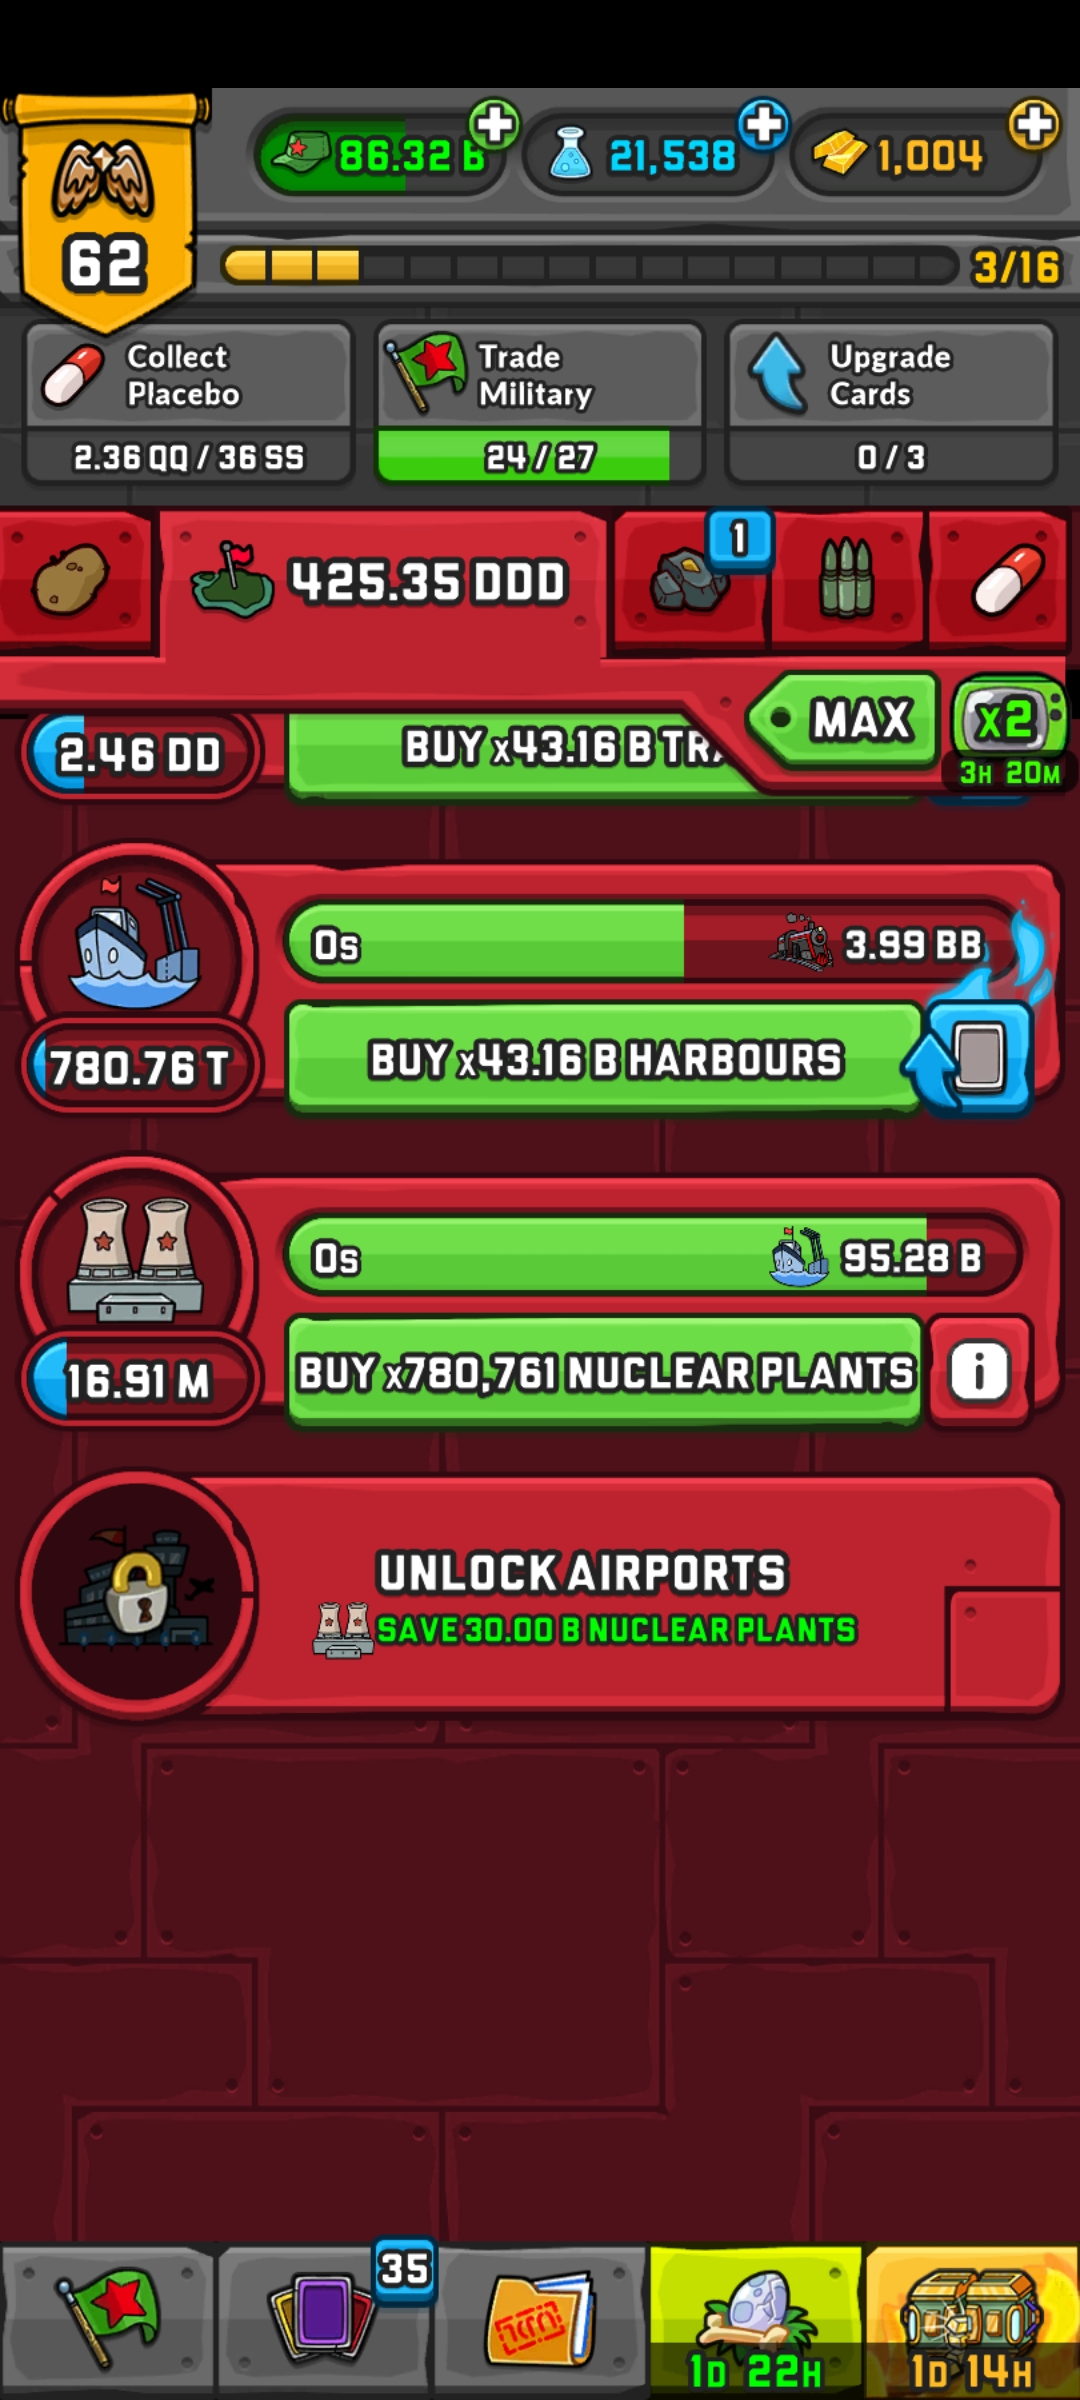 86.32 B
21,538
1,004
62
3/16
Collect
Placebo
2.36 QQ / 36 SS
Trade
Military
24 / 27
Upgrade
Cards
0 / 3
425.35 DDD
1
MAX
x2
3H 20M
2.46 DD
BUY x43.16 B
0s
3.99 BB
780.76 T
BUY x43.16 B HARBOURS
0s
95.28 B
16.91 M
BUY x780,761 NUCLEAR PLANTS
i
UNLOCK AIRPORTS
SAVE 30.00 B NUCLEAR PLANTS
35
1D 22H
1D 14H